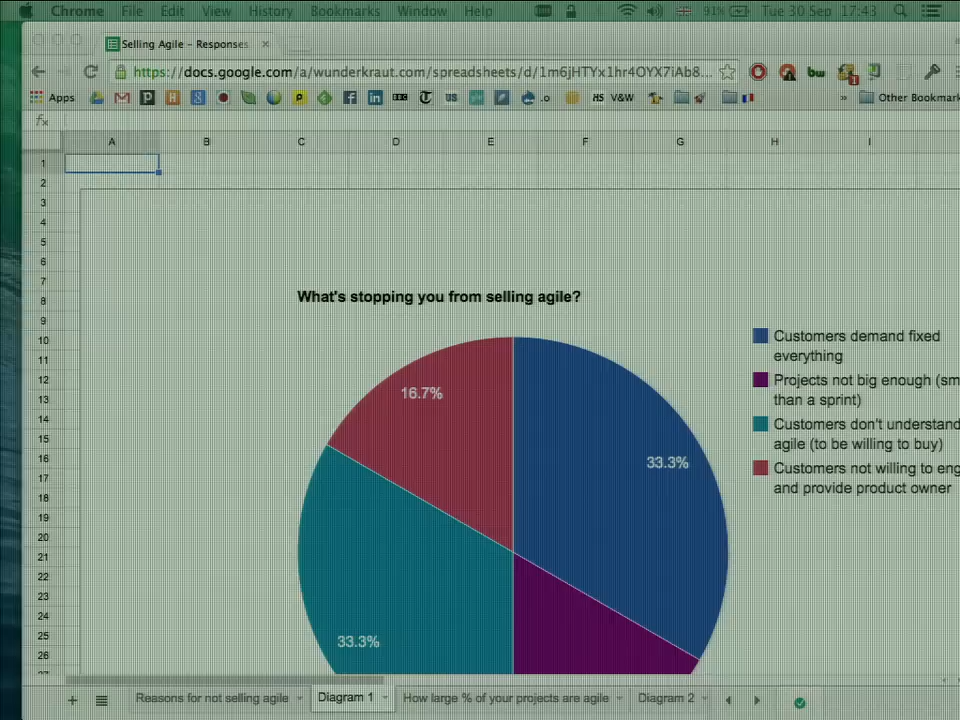 Chrome File Edit View History Bookmarks Window Help 91% Tue 30 Sep 17:43
Selling Agile – Responses ×
https://docs.google.com/a/wunderkraut.com/spreadsheets/d/1m6jHTYx1hr4OYX7iAb8...
Apps US .o HS V&W » Other Bookmark
fx
A B C D E F G H I
1
2
3
4
5
6
7
What's stopping you from selling agile?
8
9
10
11
12
13
14
15
16
17
18
19
20
21
22
23
24
25
26
27
Customers demand fixed
everything
Projects not big enough (sm
than a sprint)
Customers don't understand
agile (to be willing to buy)
Customers not willing to eng
and provide product owner
16.7%
33.3%
33.3%
+ Reasons for not selling agile Diagram 1 How large % of your projects are agile Diagram 2